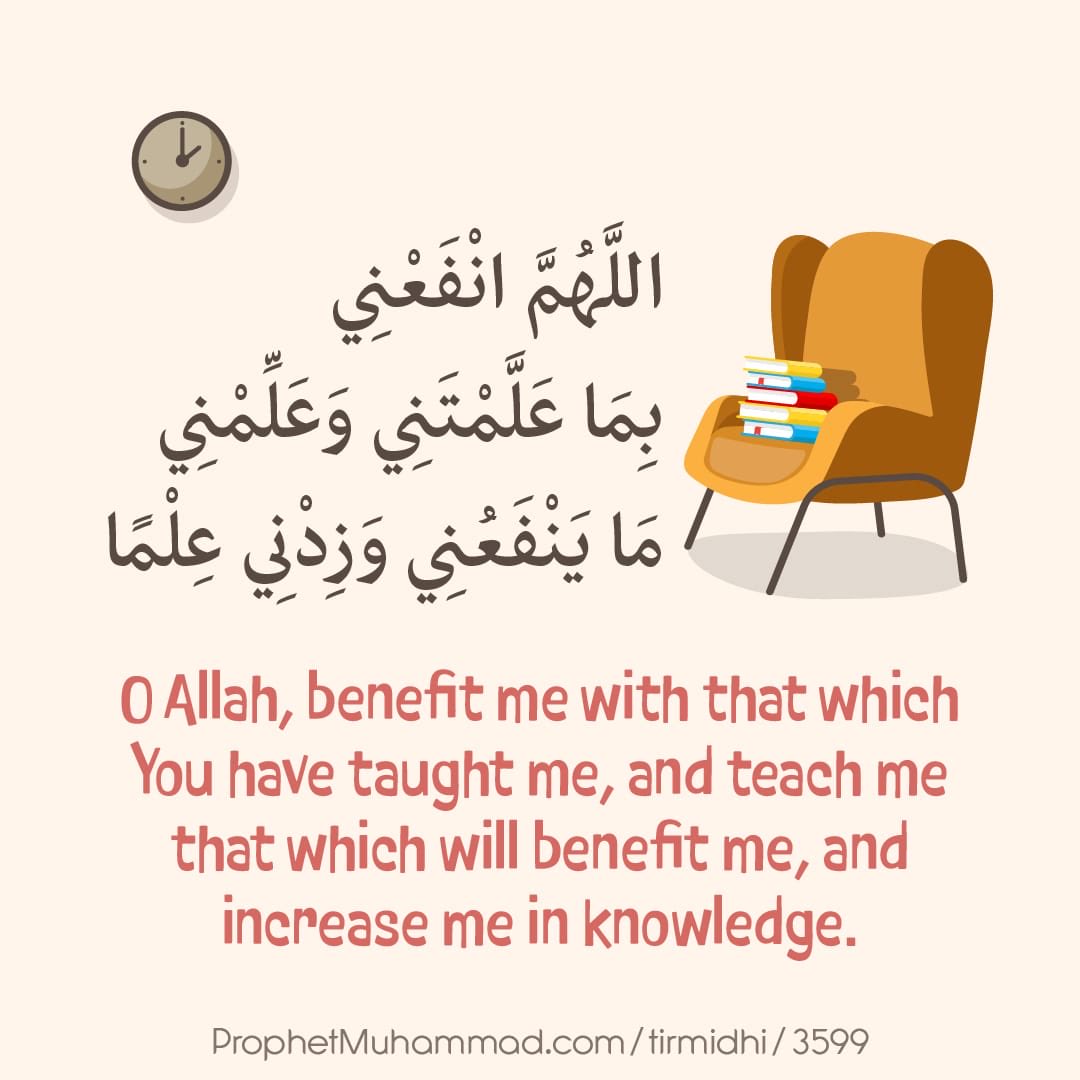 اللَّهُمَّ انْفَعْنِي
بِمَا عَلَّمْتَنِي وَعَلِّمْنِي
مَا يَنْفَعُنِي وَزِدْنِي عِلْمًا
O Allah, benefit me with that which
You have taught me, and teach me
that which will benefit me, and
increase me in knowledge.
ProphetMuhammad.com / tirmidhi / 3599